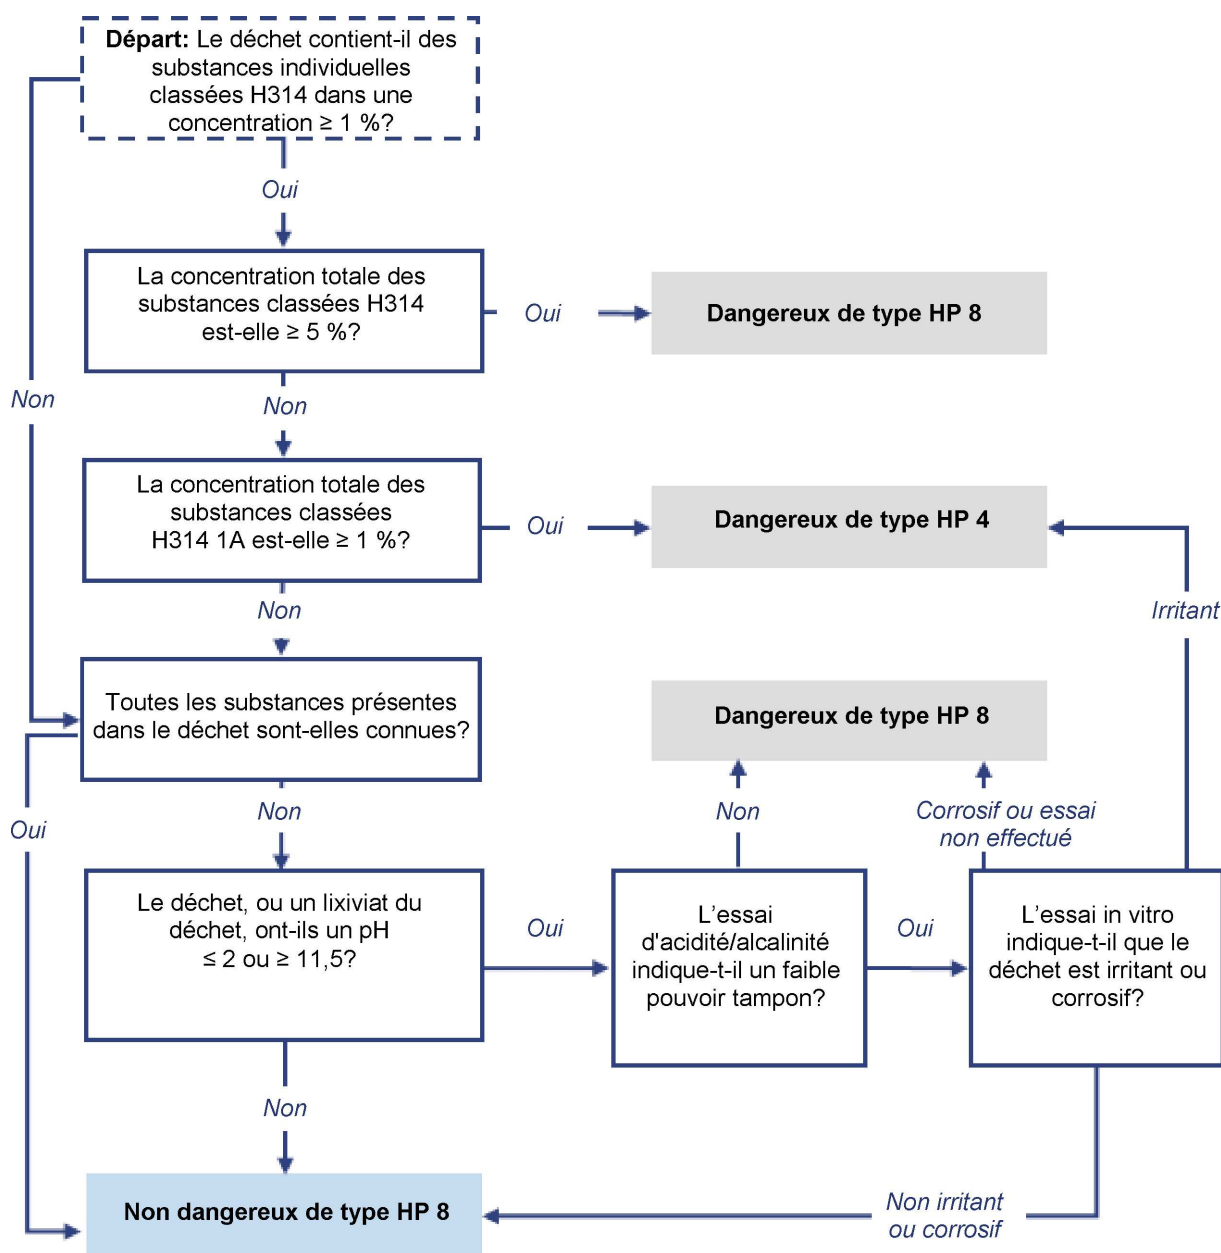 Départ: Le déchet contient-il des
substances individuelles
classées H314 dans une
concentration ≥ 1 %?
Oui
Non
La concentration totale des
substances classées H314
est-elle ≥ 5 %?
Oui
Dangereux de type HP 8
Non
La concentration totale des
substances classées
H314 1A est-elle ≥ 1 %?
Oui
Dangereux de type HP 4
Non
Irritant
Toutes les substances présentes
dans le déchet sont-elles connues?
Dangereux de type HP 8
Oui
Non
Non
Corrosif ou essai
non effectué
Le déchet, ou un lixiviat du
déchet, ont-ils un pH
≤ 2 ou ≥ 11,5?
Oui
L'essai
d'acidité/alcalinité
indique-t-il un faible
pouvoir tampon?
Oui
L'essai in vitro
indique-t-il que le
déchet est irritant ou
corrosif?
Non
Non dangereux de type HP 8
Non irritant
ou corrosif